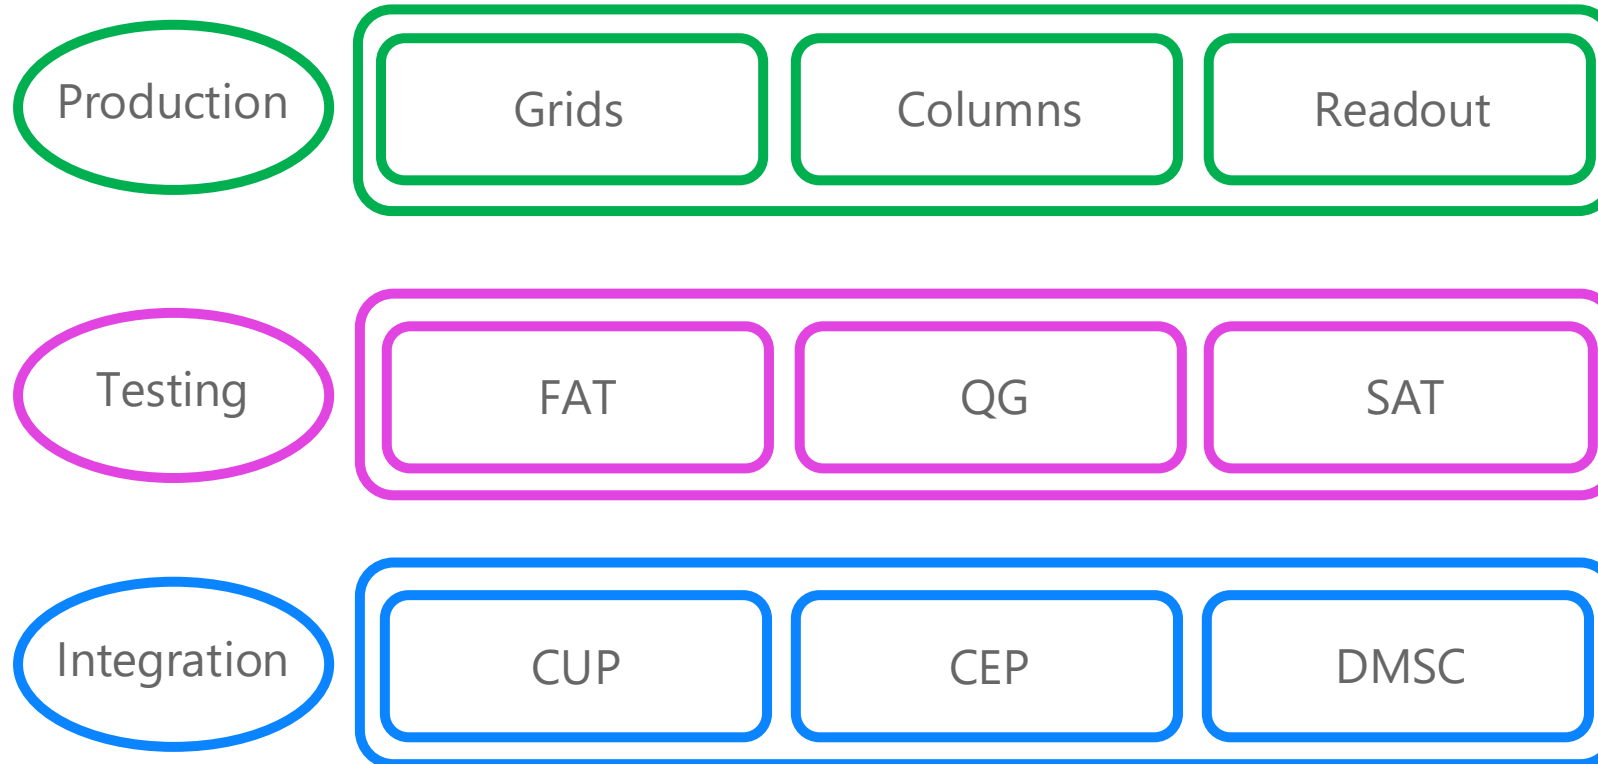 Production
Grids
Columns
Readout
Testing
FAT
QG
SAT
Integration
CUP
CEP
DMSC